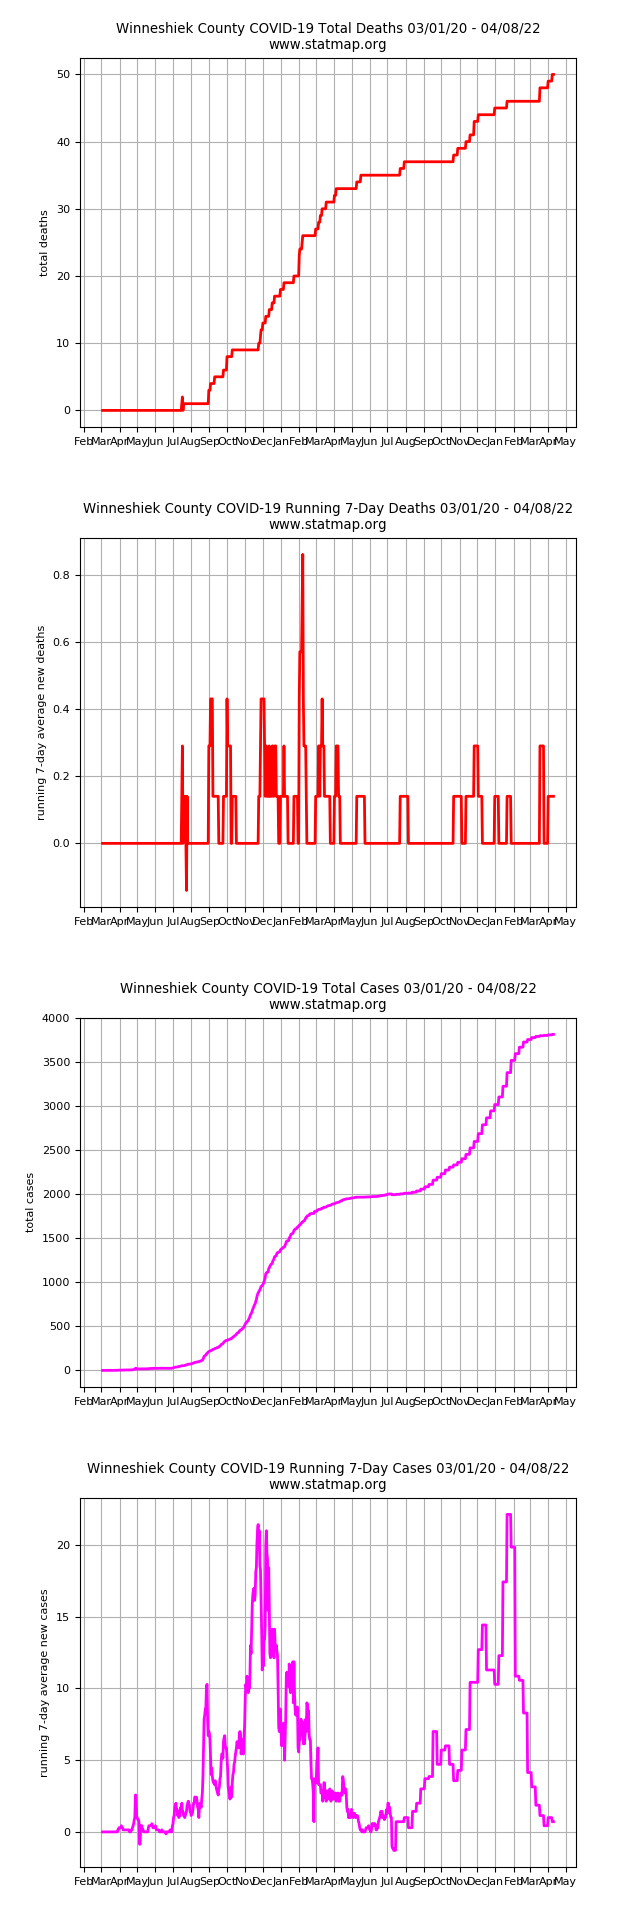 Winneshiek County COVID-19 Total Deaths 03/01/20 - 04/08/22
www.statmap.org
50
40
30
20
10
0
total deaths
Feb Mar Apr May Jun Jul Aug Sep Oct Nov Dec Jan Feb Mar Apr May Jun Jul Aug Sep Oct Nov Dec Jan Feb Mar Apr May
Winneshiek County COVID-19 Running 7-Day Deaths 03/01/20 - 04/08/22
www.statmap.org
0.8
0.6
0.4
0.2
0.0
running 7-day average new deaths
Feb Mar Apr May Jun Jul Aug Sep Oct Nov Dec Jan Feb Mar Apr May Jun Jul Aug Sep Oct Nov Dec Jan Feb Mar Apr May
Winneshiek County COVID-19 Total Cases 03/01/20 - 04/08/22
www.statmap.org
4000
3500
3000
2500
2000
1500
1000
500
0
total cases
Feb Mar Apr May Jun Jul Aug Sep Oct Nov Dec Jan Feb Mar Apr May Jun Jul Aug Sep Oct Nov Dec Jan Feb Mar Apr May
Winneshiek County COVID-19 Running 7-Day Cases 03/01/20 - 04/08/22
www.statmap.org
20
15
10
5
0
running 7-day average new cases
Feb Mar Apr May Jun Jul Aug Sep Oct Nov Dec Jan Feb Mar Apr May Jun Jul Aug Sep Oct Nov Dec Jan Feb Mar Apr May